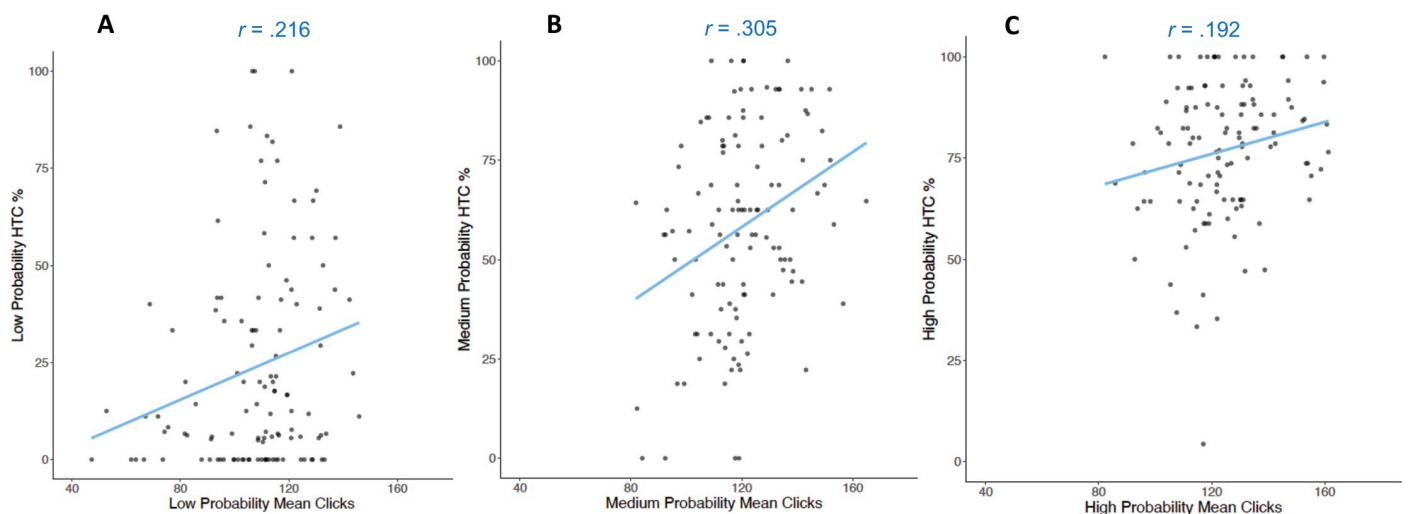 A
r = .216
Low Probability HTC %
100
75
50
25
0
40
80
120
160
Low Probability Mean Clicks
B
r = .305
Medium Probability HTC %
100
75
50
25
0
40
80
120
160
Medium Probability Mean Clicks
C
r = .192
High Probability HTC %
100
75
50
25
0
40
80
120
160
High Probability Mean Clicks